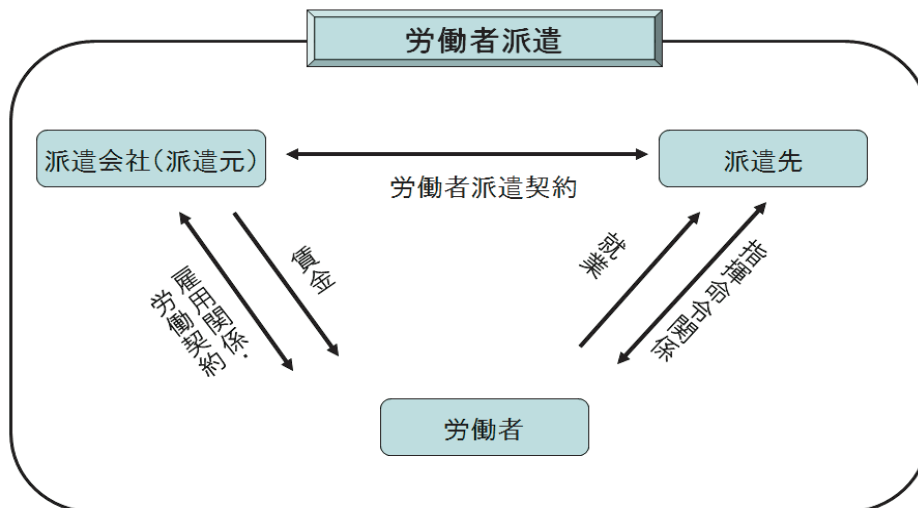 労働者派遣
派遣会社(派遣元)
派遣先
労働者派遣契約
雇用関係・
労働契約
賃金
就業
指揮命令関係
労働者